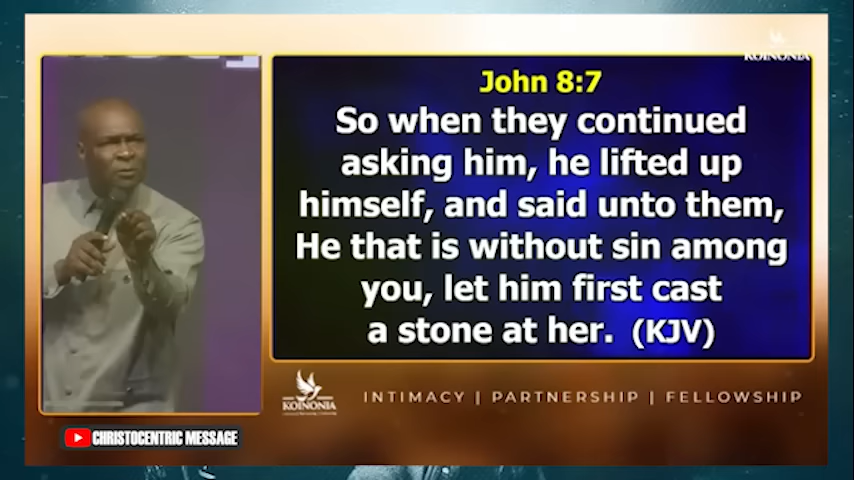 KOINONIA
John 8:7
So when they continued
asking him, he lifted up
himself, and said unto them,
He that is without sin among
you, let him first cast
a stone at her. (KJV)
KOINONIA
INTIMACY | PARTNERSHIP | FELLOWSHIP
CHRISTOCENTRIC MESSAGE